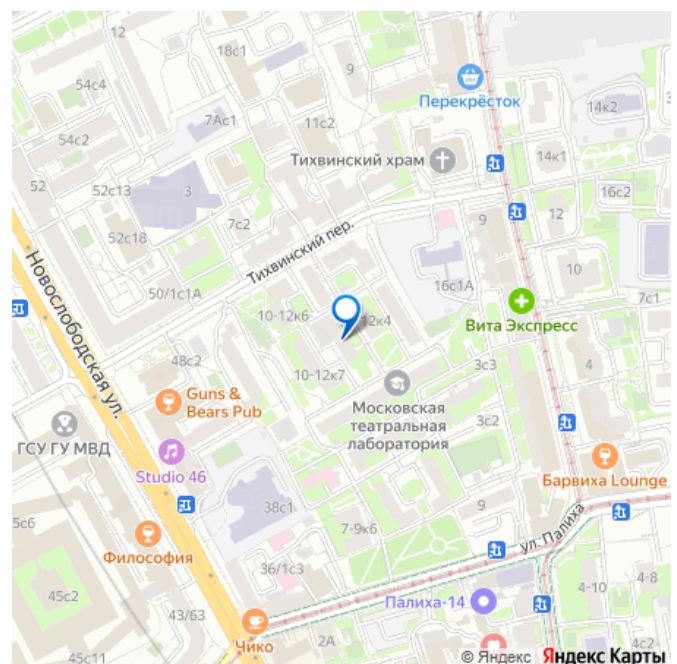 12
18с1
9
54с4
Перекрёсток
14к2
7Ас1
11с2
54с2
Тихвинский храм
14к1
52
52с13
3
16с2
7с2
9
12
52с18
Тихвинский пер.
10
50/1с1А
16с1А
7с1
Новослободская ул.
10-12к6
12к4
Вита Экспресс
48с2
3с3
4
10-12к7
Guns &
Bears Pub
Московская
театральная
лаборатория
3с2
ГСУ ГУ МВД
Studio 46
Барвиха Lounge
38с1
9
5с6
7-9к6
ул. Палиха
Философия
36/1с3
4-10
4-8
45с2
Палиха-14
43/63
Чико
2А
4с2
45с11
© Яндекс Яндекс Карты